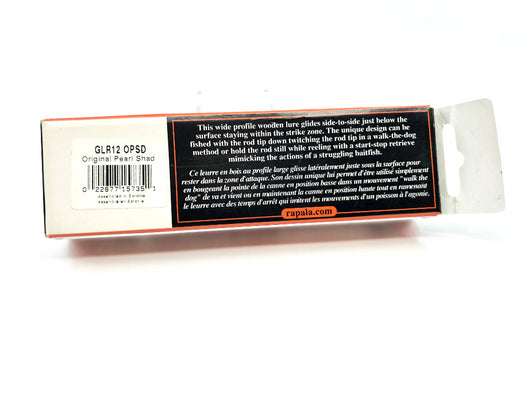 GLR12 OPSD
Original Pearl Shad
0 22677 15735 1
Assembled in Estonia
Assemblé en Estonie
This wide profile wooden lure glides side-to-side just below the
surface staying within the strike zone. The unique design can be
fished with the rod tip down twitching the rod tip in a walk-the-dog
method or hold the rod still while reeling with a start-stop retrieve
mimicking the actions of a struggling baitfish.
Ce leurre en bois au profile large glisse latéralement juste sous la surface pour
rester dans la zone d'attaque. Son dessin unique lui permet d'être utilisé simplement
en bougeant la pointe de la canne en position basse dans un mouvement "walk the
dog" de va et vient ou en maintenant la canne en position haute tout en ramenant
le leurre avec des temps d'arrêt qui imitent les mouvements d'un poisson à l'agonie.
rapala.com